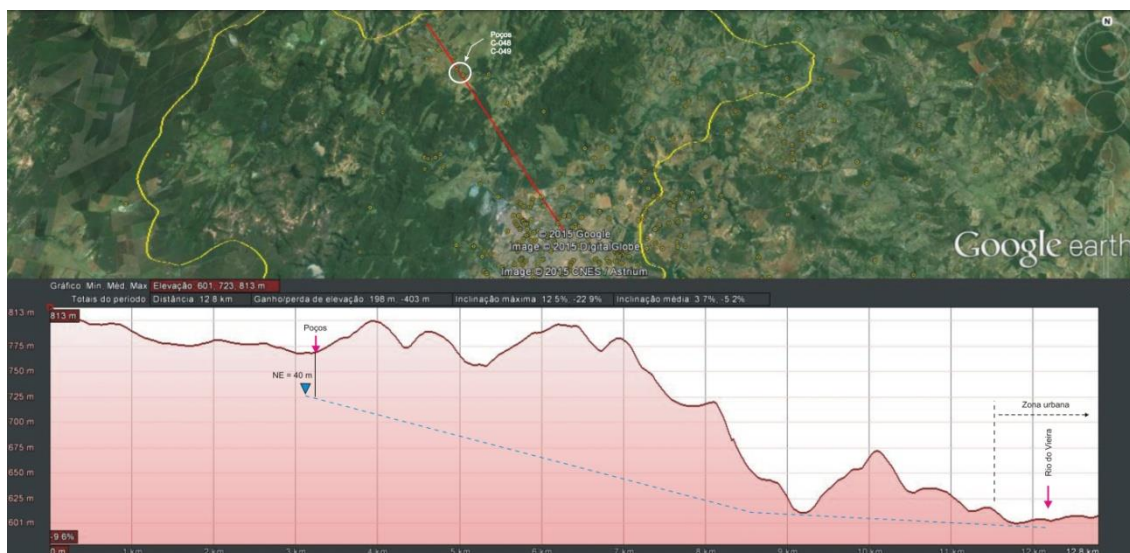 N
Poços
C-048
C-049
© 2015 Google
Image © 2015 DigitalGlobe
Image © 2015 CNES / Astrium
Google earth
Gráfico: Min. Méd. Max Elevação: 601, 723, 813 m
Totais do período: Distância: 12.8 km Ganho/perda de elevação: 198 m, -403 m Inclinação máxima: 12.5%, -22.9% Inclinação média: 3.7%, -5.2%
813 m
813 m
775 m
750 m
725 m
700 m
675 m
650 m
625 m
601 m
Poços
NE = 40 m
Zona urbana
Rio do Vieira
-9.6%
0 m 1 km 2 km 3 km 4 km 5 km 6 km 7 km 8 km 9 km 10 km 11 km 12 km 12.8 km